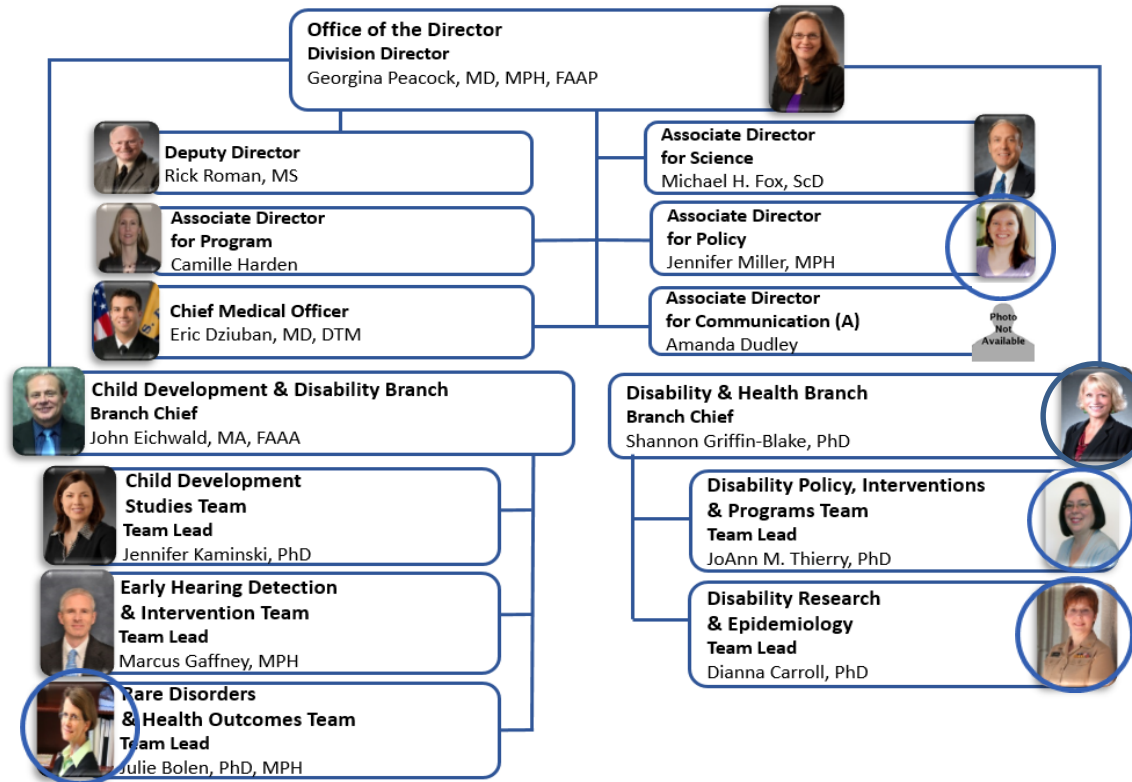 Office of the Director
Division Director
Georgina Peacock, MD, MPH, FAAP
Deputy Director
Rick Roman, MS
Associate Director
for Science
Michael H. Fox, ScD
Associate Director
for Program
Camille Harden
Associate Director
for Policy
Jennifer Miller, MPH
Chief Medical Officer
Eric Dziuban, MD, DTM
Associate Director
for Communication (A)
Amanda Dudley
Photo
Not
Available
Child Development & Disability Branch
Branch Chief
John Eichwald, MA, FAAA
Disability & Health Branch
Branch Chief
Shannon Griffin-Blake, PhD
Child Development
Studies Team
Team Lead
Jennifer Kaminski, PhD
Disability Policy, Interventions
& Programs Team
Team Lead
JoAnn M. Thierry, PhD
Early Hearing Detection
& Intervention Team
Team Lead
Marcus Gaffney, MPH
Disability Research
& Epidemiology
Team Lead
Dianna Carroll, PhD
Rare Disorders
& Health Outcomes Team
Team Lead
Julie Bolen, PhD, MPH